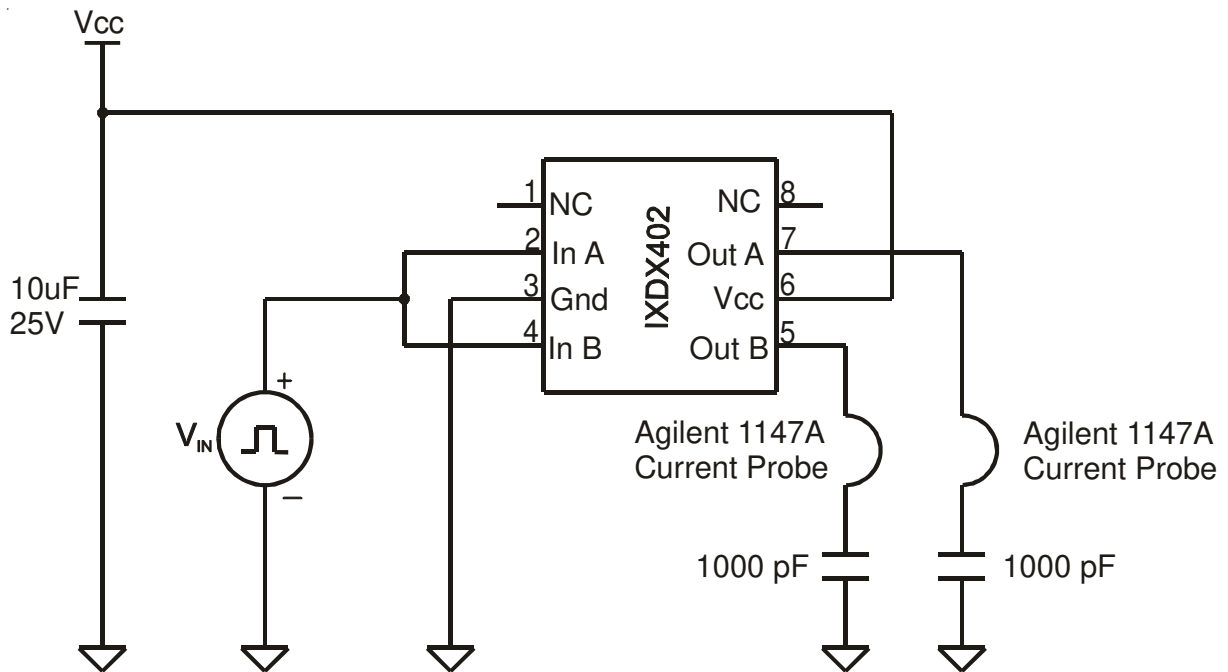 Vcc
10uF
25V
V_IN
+
−
1
NC
2
In A
3
Gnd
4
In B
IXDX402
8
NC
7
Out A
6
Vcc
5
Out B
Agilent 1147A
Current Probe
Agilent 1147A
Current Probe
1000 pF
1000 pF